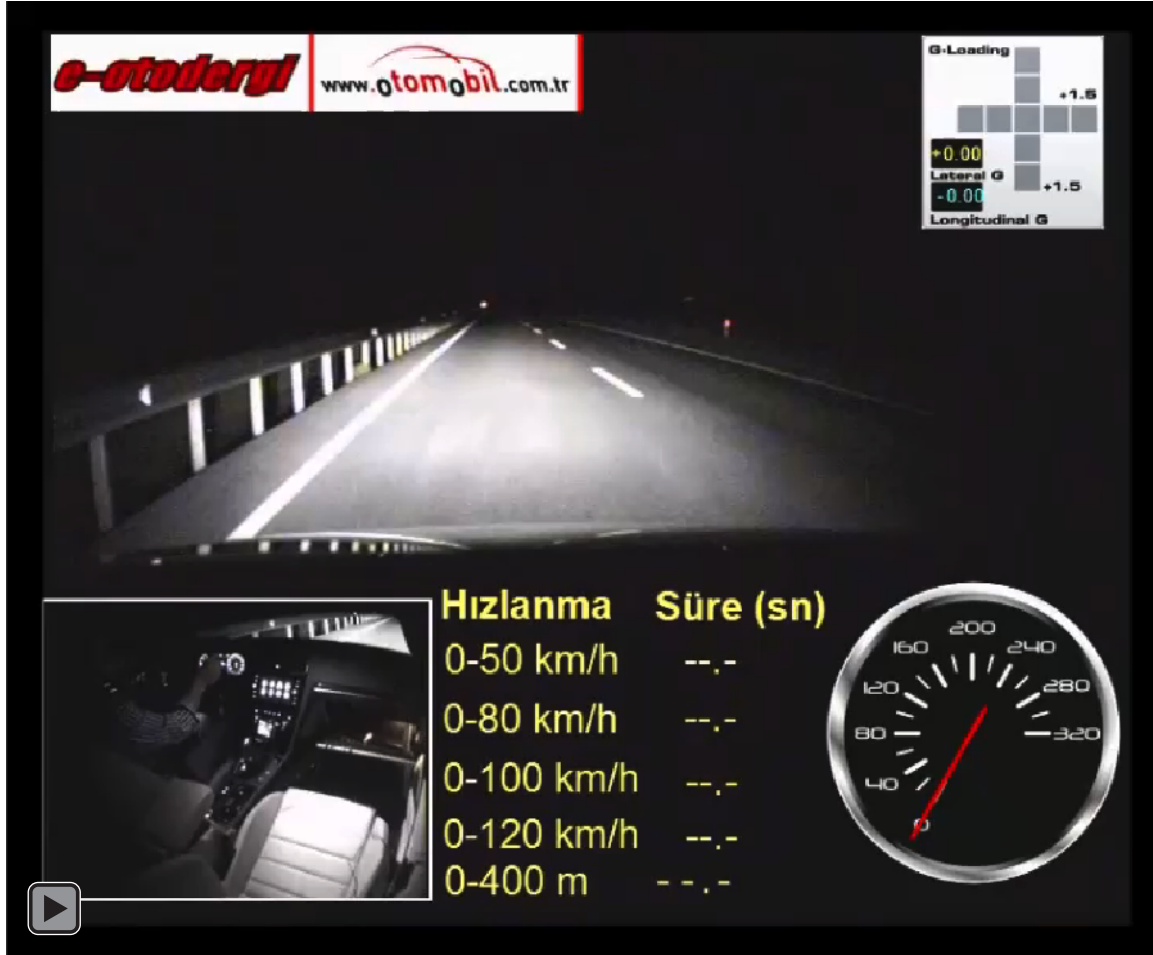 e-otodergi
www.otomobil.com.tr
G-Loading
+1.5
+0.00
Lateral G
+1.5
-0.00
Longitudinal G
Hızlanma Süre (sn)
0-50 km/h --.-
0-80 km/h --.-
0-100 km/h --.-
0-120 km/h --.-
0-400 m --.-
200
160 240
120 280
80 320
40
0